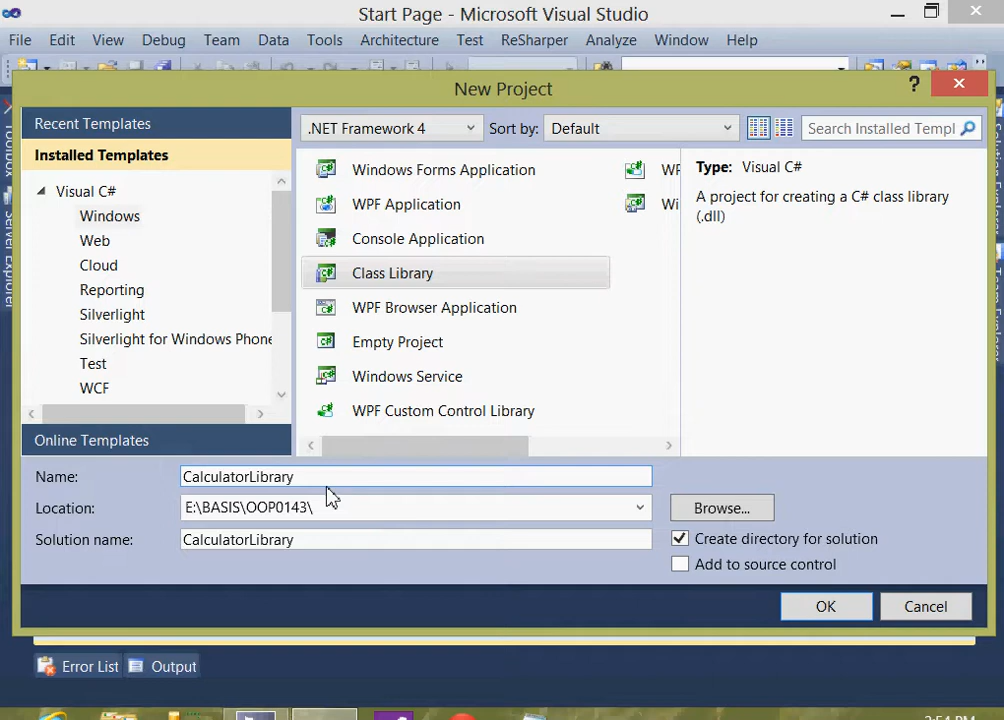 Start Page - Microsoft Visual Studio
File Edit View Debug Team Data Tools Architecture Test ReSharper Analyze Window Help
New Project
?
Recent Templates
.NET Framework 4 Sort by: Default Search Installed Templ
Installed Templates
Visual C#
Windows
Web
Cloud
Reporting
Silverlight
Silverlight for Windows Phone
Test
WCF
Online Templates
Windows Forms Application
WPF Application
Console Application
Class Library
WPF Browser Application
Empty Project
Windows Service
WPF Custom Control Library
WP
Wi
Type: Visual C#
A project for creating a C# class library
(.dll)
Name: CalculatorLibrary
Location: E:\BASIS\OOP0143\ Browse...
Solution name: CalculatorLibrary
Create directory for solution
Add to source control
OK Cancel
Toolbox
Server Explorer
Error List Output